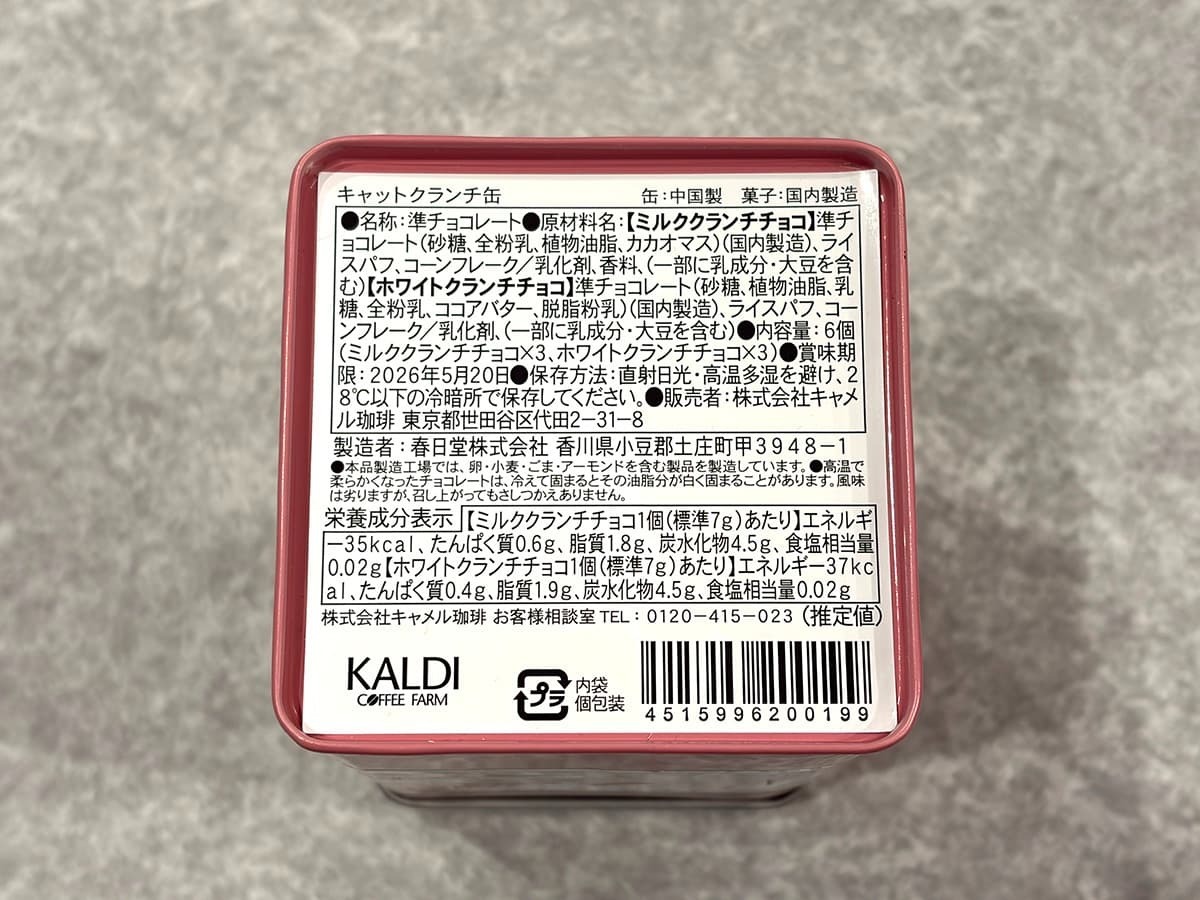 キャットクランチ缶 缶:中国製 菓子:国内製造
●名称:準チョコレート●原材料名:【ミルククランチチョコ】準チ
ョコレート(砂糖、全粉乳、植物油脂、カカオマス)(国内製造)、ライ
スパフ、コーンフレーク/乳化剤、香料、(一部に乳成分・大豆を含
む)【ホワイトクランチチョコ】準チョコレート(砂糖、植物油脂、乳
糖、全粉乳、ココアバター、脱脂粉乳)(国内製造)、ライスパフ、コー
ンフレーク/乳化剤、(一部に乳成分・大豆を含む)●内容量:6個
(ミルククランチチョコ×3、ホワイトクランチチョコ×3)●賞味期
限:2026年5月20日●保存方法:直射日光・高温多湿を避け、2
8℃以下の冷暗所で保存してください。●販売者:株式会社キャメ
ル珈琲 東京都世田谷区代田2-31-8
製造者:春日堂株式会社 香川県小豆郡土庄町甲3948-1
●本品製造工場では、卵・小麦・ごま・アーモンドを含む製品を製造しています。●高温で
柔らかくなったチョコレートは、冷えて固まるとその油脂分が白く固まることがあります。風味
は劣りますが、召し上がってもさしつかえありません。
栄養成分表示 【ミルククランチチョコ1個(標準7g)あたり】エネルギ
ー35kcal、たんぱく質0.6g、脂質1.8g、炭水化物4.5g、食塩相当量
0.02g【ホワイトクランチチョコ1個(標準7g)あたり】エネルギー37kc
al、たんぱく質0.4g、脂質1.9g、炭水化物4.5g、食塩相当量0.02g
株式会社キャメル珈琲 お客様相談室 TEL:0120-415-023 (推定値)
KALDI
COFFEE FARM
プラ 内袋
個包装
4515996200199